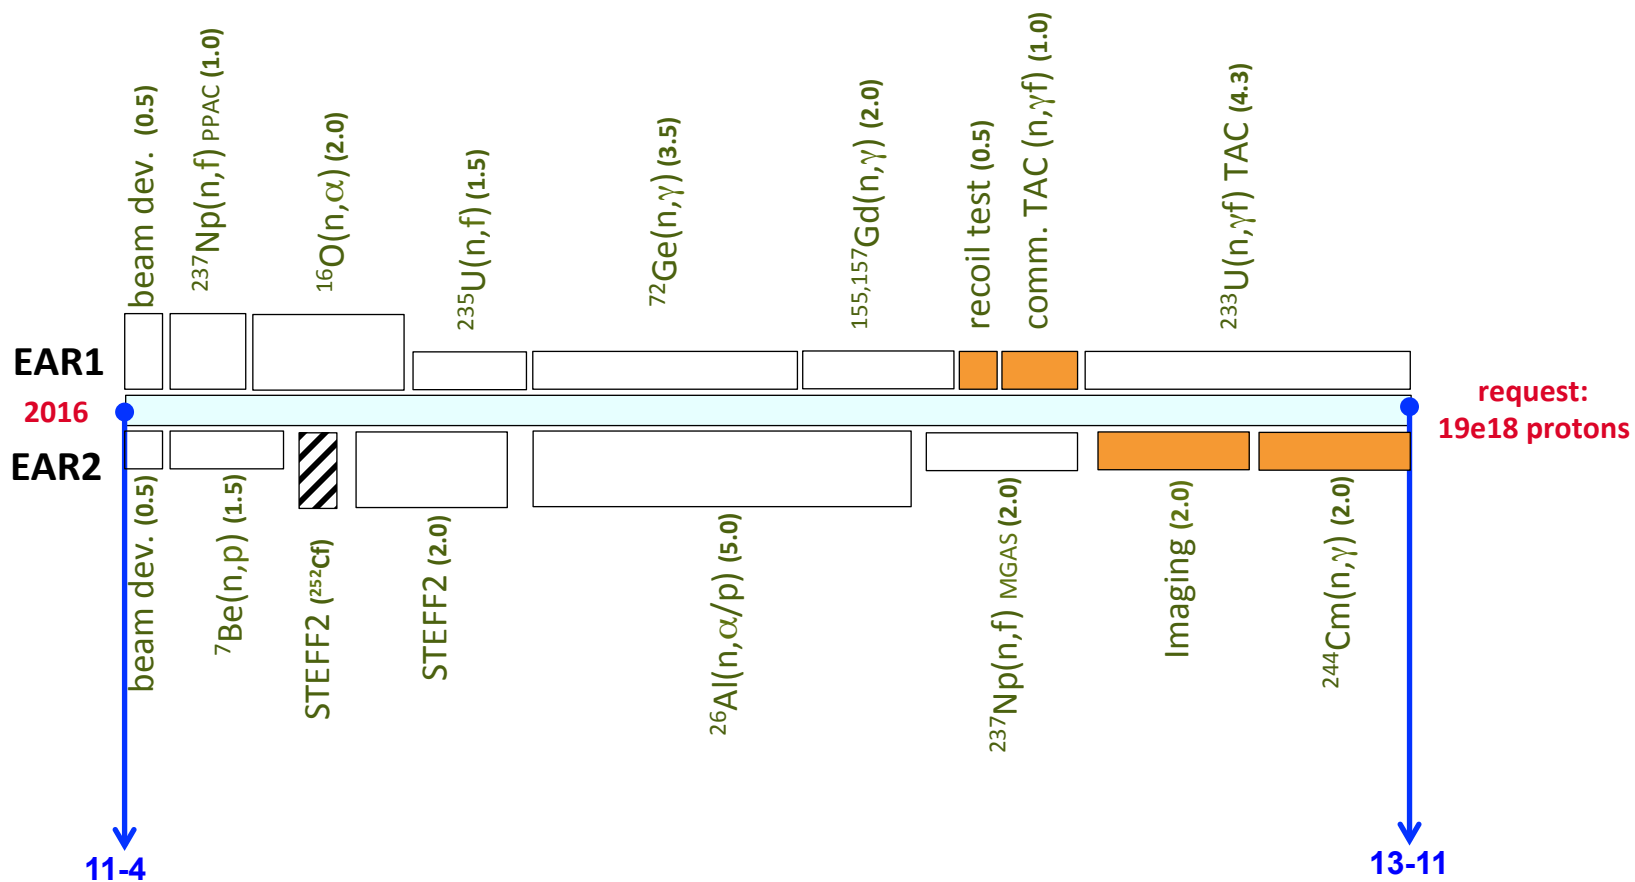 beam dev. (0.5)
²³⁷Np(n,f) PPAC (1.0)
¹⁶O(n,α) (2.0)
²³⁵U(n,f) (1.5)
⁷²Ge(n,γ) (3.5)
¹⁵⁵,¹⁵⁷Gd(n,γ) (2.0)
recoil test (0.5)
comm. TAC (n,γf) (1.0)
²³³U(n,γf) TAC (4.3)
EAR1
2016
EAR2
request:
19e18 protons
beam dev. (0.5)
⁷Be(n,p) (1.5)
STEFF2 (²⁵²Cf)
STEFF2 (2.0)
²⁶Al(n,α/p) (5.0)
²³⁷Np(n,f) MGAS (2.0)
Imaging (2.0)
²⁴⁴Cm(n,γ) (2.0)
11-4
13-11